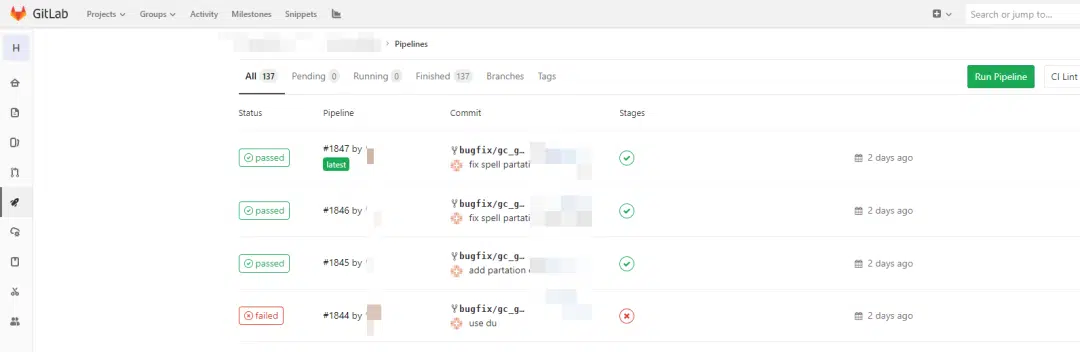 GitLab Projects Groups Activity Milestones Snippets Search or jump to...
H
Pipelines
All 137 Pending 0 Running 0 Finished 137 Branches Tags Run Pipeline CI Lint
Status Pipeline Commit Stages
passed #1847 by bugfix/gc_g... 2 days ago
latest fix spell partati
passed #1846 by bugfix/gc_g... 2 days ago
fix spell partati
passed #1845 by bugfix/gc_g... 2 days ago
add partation
failed #1844 by bugfix/gc_g... 2 days ago
use du